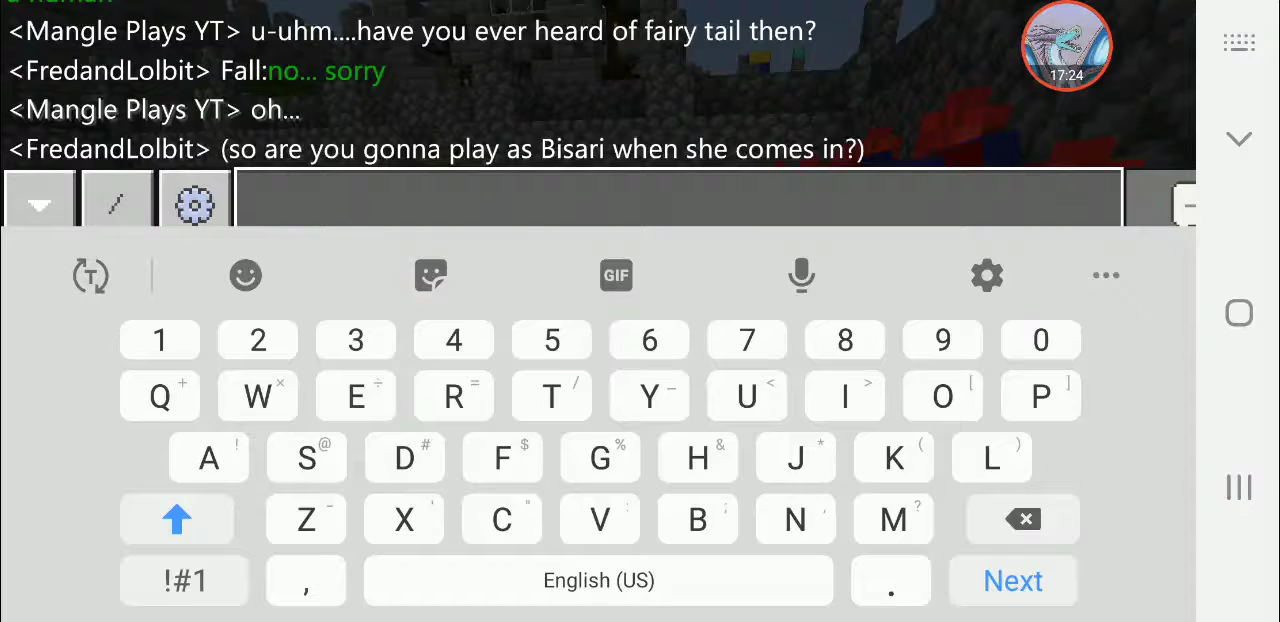 <Mangle Plays YT> u-uhm....have you ever heard of fairy tail then?
<FredandLolbit> Fall:no... sorry
<Mangle Plays YT> oh...
<FredandLolbit> (so are you gonna play as Bisari when she comes in?)
17:24
/
T
GIF
1 2 3 4 5 6 7 8 9 0
Q + W × E ÷ R = T / Y _ U < I > O [ P ]
A ! S @ D # F $ G % H & J * K ( L )
Z - X ' C " V : B ; N , M ?
!#1 , English (US) . Next